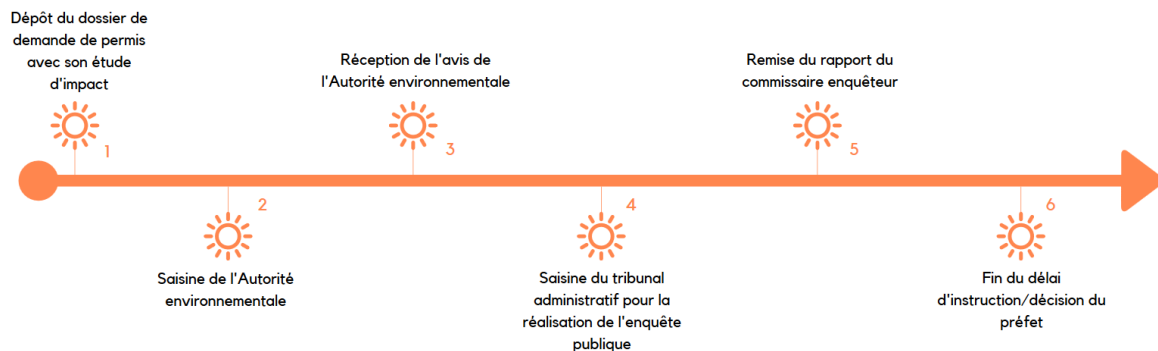 Dépôt du dossier de
demande de permis
avec son étude
d'impact
1
Saisine de l'Autorité
environnementale
2
Réception de l'avis de
l'Autorité environnementale
3
Saisine du tribunal
administratif pour la
réalisation de l'enquête
publique
4
Remise du rapport du
commissaire enquêteur
5
Fin du délai
d'instruction/décision du
préfet
6